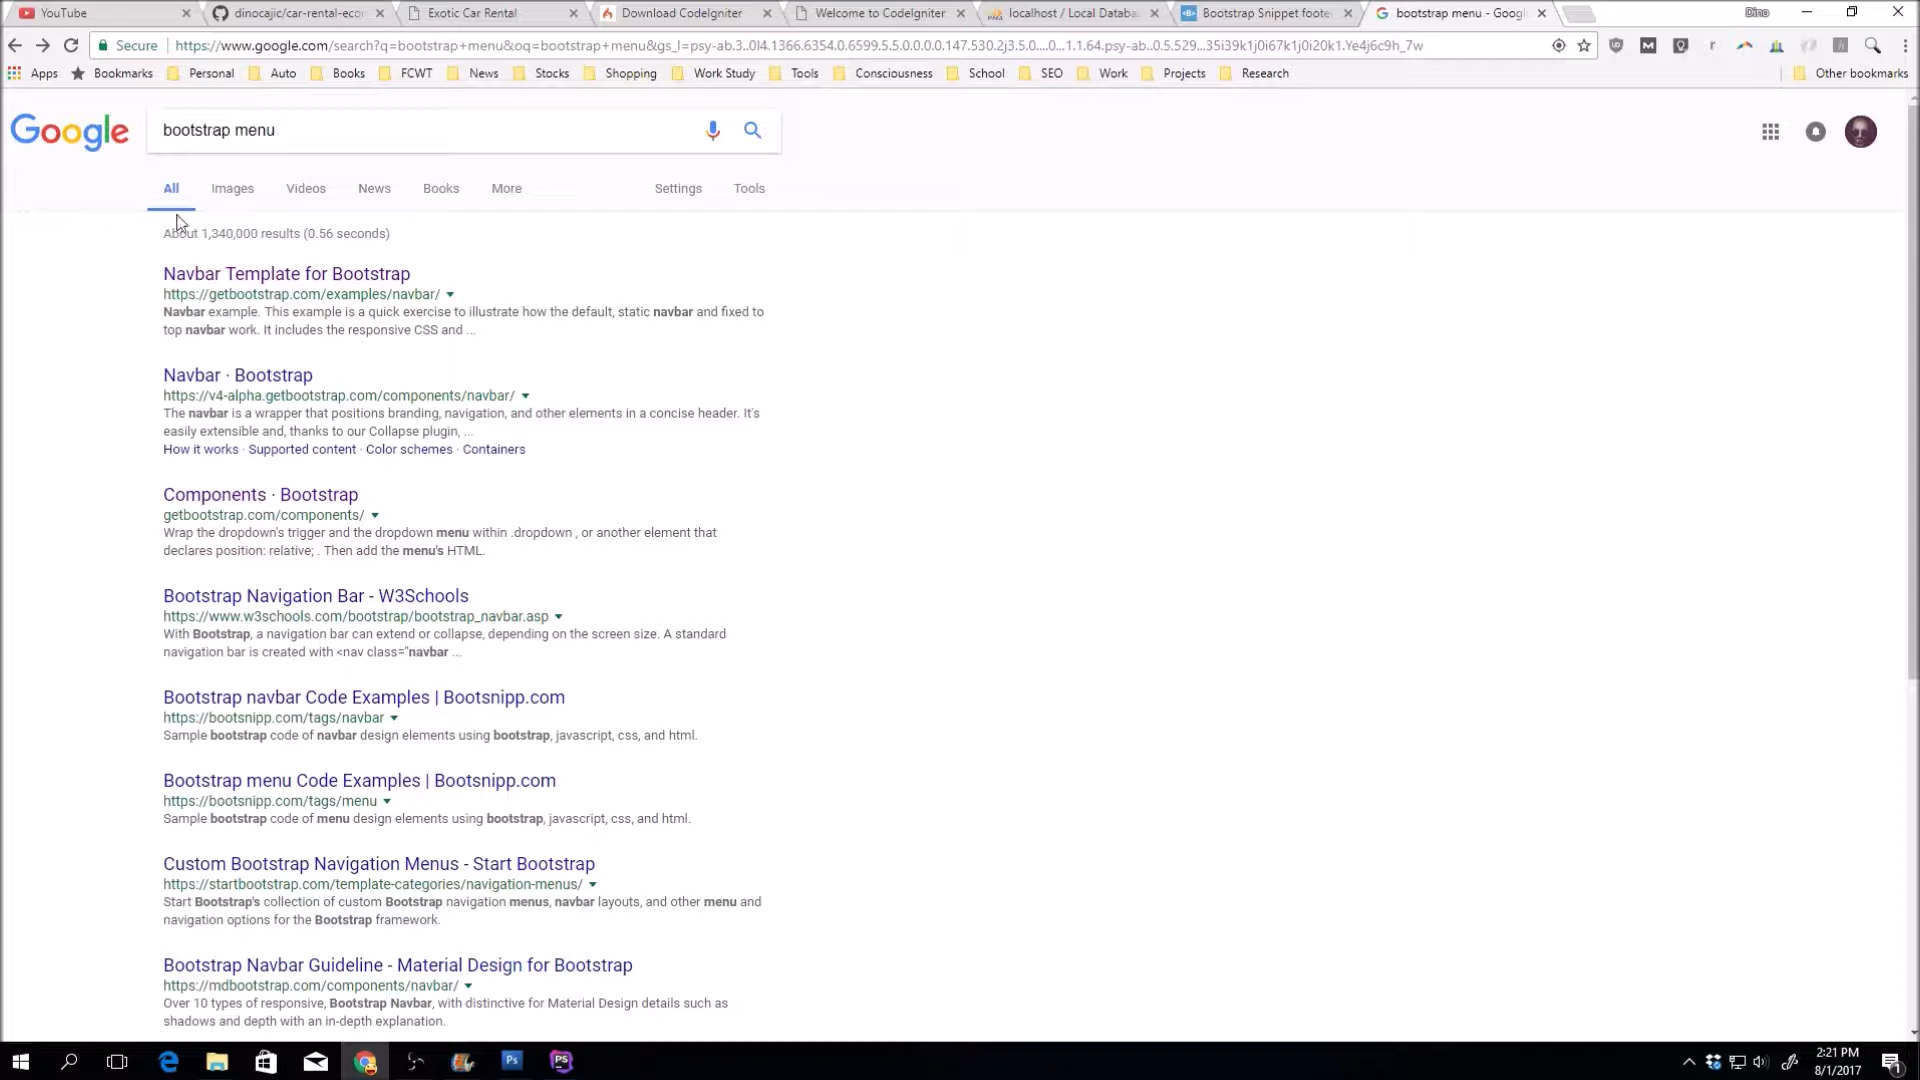 YouTube
dinocajic/car-rental-econ
Exotic Car Rental
Download CodeIgniter
Welcome to CodeIgniter
localhost / Local Databa
Bootstrap Snippet foote
bootstrap menu - Googl
Dino
Secure
https://www.google.com/search?q=bootstrap+menu&oq=bootstrap+menu&gs_l=psy-ab.3..0l4.1366.6354.0.6599.5.5.0.0.0.0.147.530.2j3.5.0....0...1.1.64.psy-ab..0.5.529...35i39k1j0i67k1j0i20k1.Ye4j6c9h_7w
Apps
Bookmarks
Personal
Auto
Books
FCWT
News
Stocks
Shopping
Work Study
Tools
Consciousness
School
SEO
Work
Projects
Research
Other bookmarks
Google
bootstrap menu
All
Images
Videos
News
Books
More
Settings
Tools
About 1,340,000 results (0.56 seconds)
Navbar Template for Bootstrap
https://getbootstrap.com/examples/navbar/
Navbar example. This example is a quick exercise to illustrate how the default, static navbar and fixed to
top navbar work. It includes the responsive CSS and ...
Navbar · Bootstrap
https://v4-alpha.getbootstrap.com/components/navbar/
The navbar is a wrapper that positions branding, navigation, and other elements in a concise header. It's
easily extensible and, thanks to our Collapse plugin, ...
How it works · Supported content · Color schemes · Containers
Components · Bootstrap
getbootstrap.com/components/
Wrap the dropdown's trigger and the dropdown menu within .dropdown , or another element that
declares position: relative; . Then add the menu's HTML.
Bootstrap Navigation Bar - W3Schools
https://www.w3schools.com/bootstrap/bootstrap_navbar.asp
With Bootstrap, a navigation bar can extend or collapse, depending on the screen size. A standard
navigation bar is created with <nav class="navbar ...
Bootstrap navbar Code Examples | Bootsnipp.com
https://bootsnipp.com/tags/navbar
Sample bootstrap code of navbar design elements using bootstrap, javascript, css, and html.
Bootstrap menu Code Examples | Bootsnipp.com
https://bootsnipp.com/tags/menu
Sample bootstrap code of menu design elements using bootstrap, javascript, css, and html.
Custom Bootstrap Navigation Menus - Start Bootstrap
https://startbootstrap.com/template-categories/navigation-menus/
Start Bootstrap's collection of custom Bootstrap navigation menus, navbar layouts, and other menu and
navigation options for the Bootstrap framework.
Bootstrap Navbar Guideline - Material Design for Bootstrap
https://mdbootstrap.com/components/navbar/
Over 10 types of responsive, Bootstrap Navbar, with distinctive for Material Design details such as
shadows and depth with an in-depth explanation.
Ps
PS
2:21 PM
8/1/2017
1